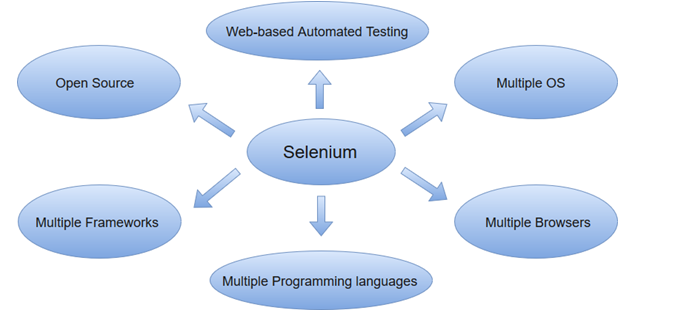 Web-based Automated Testing
Open Source
Multiple OS
Selenium
Multiple Frameworks
Multiple Browsers
Multiple Programming languages